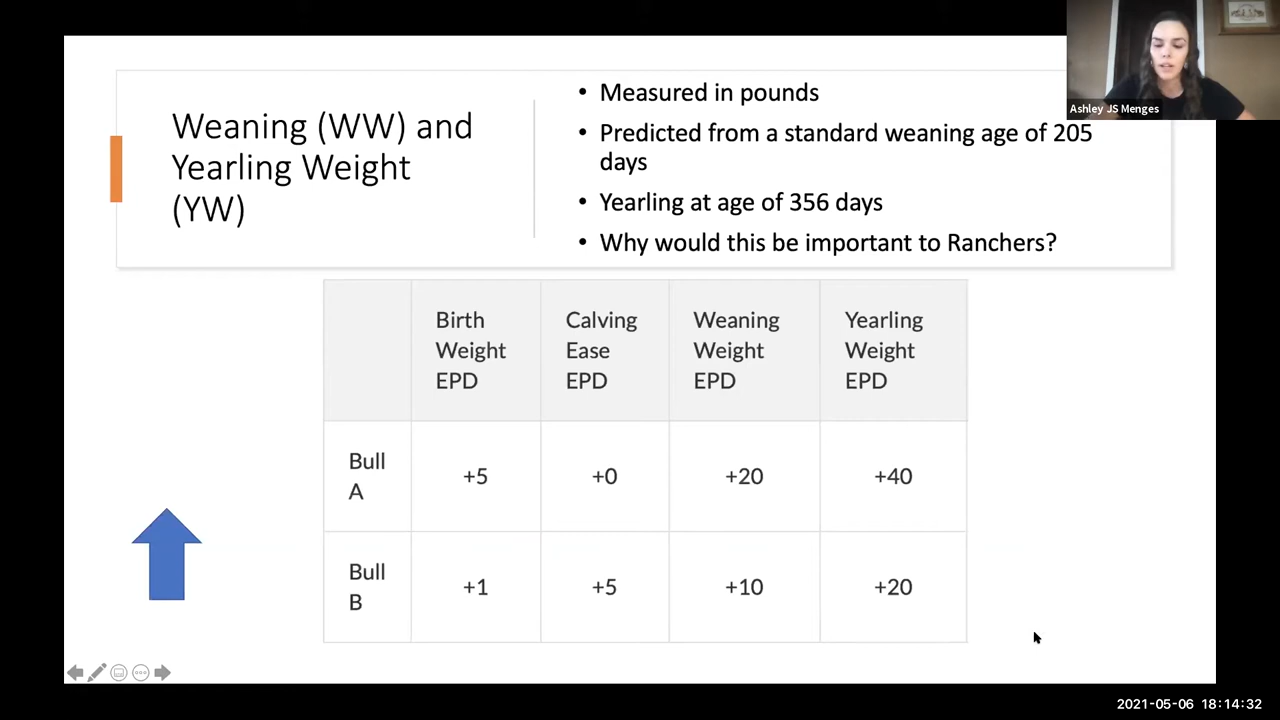 Weaning (WW) and
Yearling Weight
(YW)
• Measured in pounds
• Predicted from a standard weaning age of 205
days
• Yearling at age of 356 days
• Why would this be important to Ranchers?
Ashley JS Menges
Birth Weight EPD
Calving Ease EPD
Weaning Weight EPD
Yearling Weight EPD
Bull A
+5
+0
+20
+40
Bull B
+1
+5
+10
+20
2021-05-06 18:14:32